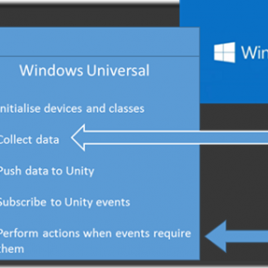 Win
Windows Universal
nitialise devices and classes
Collect data
Push data to Unity
Subscribe to Unity events
Perform actions when events require
them